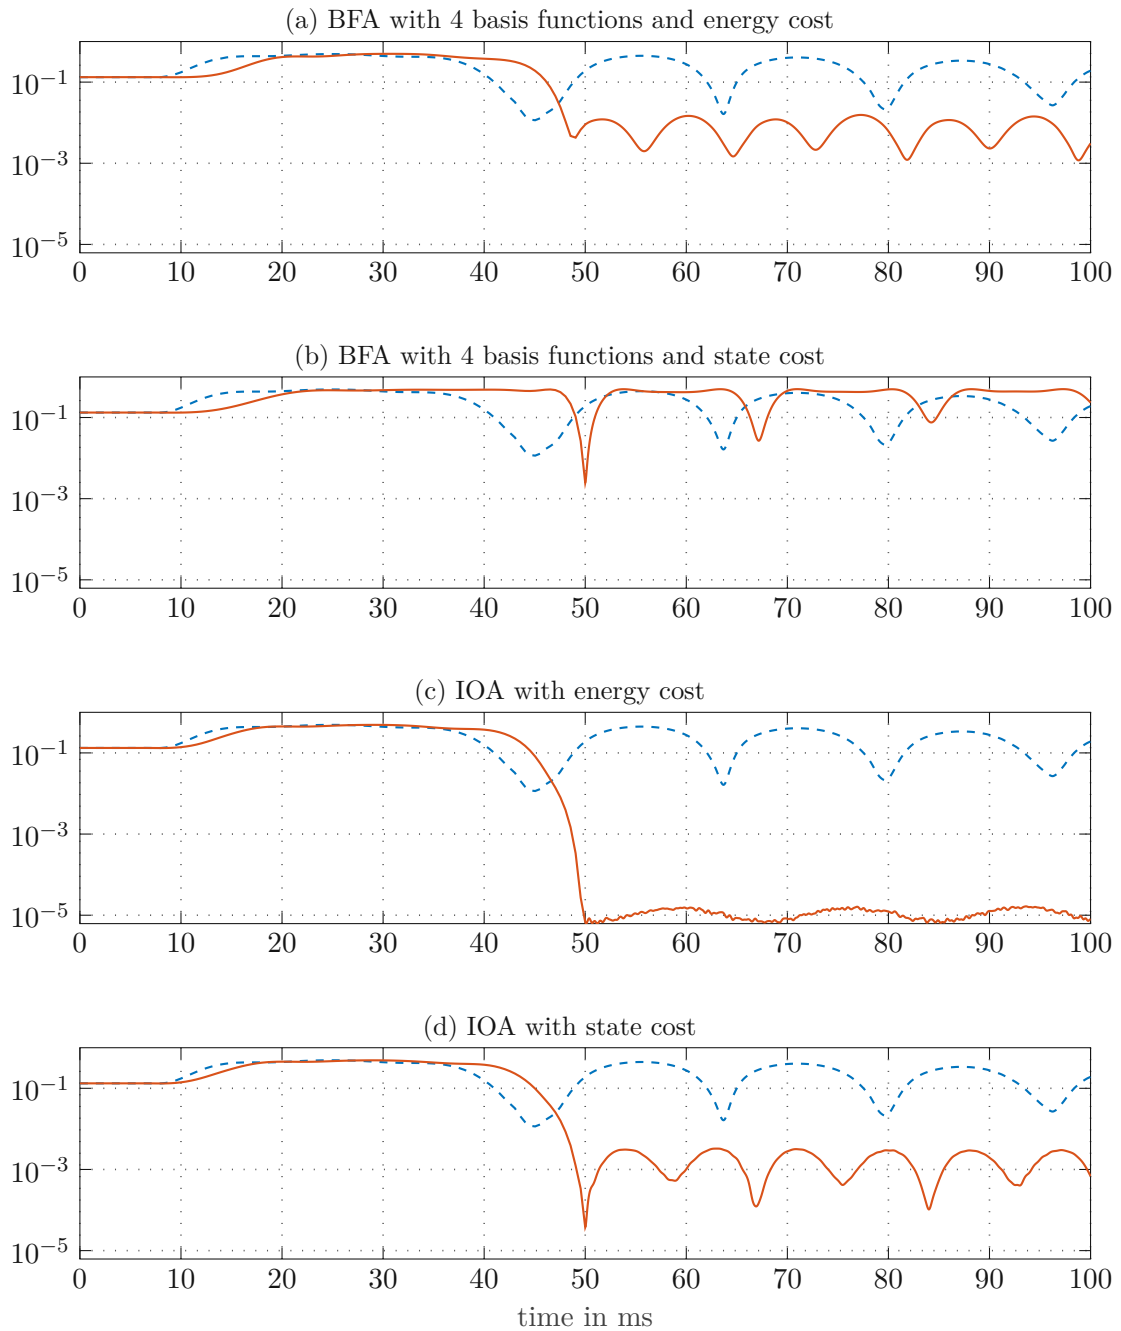 (a) BFA with 4 basis functions and energy cost
10⁻¹
10⁻³
10⁻⁵
0 10 20 30 40 50 60 70 80 90 100
(b) BFA with 4 basis functions and state cost
10⁻¹
10⁻³
10⁻⁵
0 10 20 30 40 50 60 70 80 90 100
(c) IOA with energy cost
10⁻¹
10⁻³
10⁻⁵
0 10 20 30 40 50 60 70 80 90 100
(d) IOA with state cost
10⁻¹
10⁻³
10⁻⁵
0 10 20 30 40 50 60 70 80 90 100
time in ms